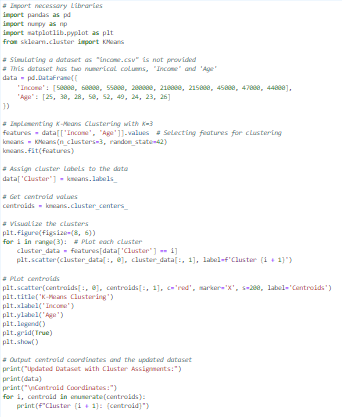 # Import necessary libraries
import pandas as pd
import numpy as np
import matplotlib.pyplot as plt
from sklearn.cluster import KMeans
# Simulating a dataset as "income.csv" is not provided
# This dataset has two numerical columns, 'Income' and 'Age'
data = pd.DataFrame({
'Income': [50000, 60000, 55000, 200000, 210000, 215000, 45000, 47000, 44000],
'Age': [25, 30, 28, 50, 52, 49, 24, 23, 26]
})
# Implementing K-Means Clustering with k=3
features = data[['Income', 'Age']].values # Selecting features for clustering
kmeans = KMeans(n_clusters=3, random_state=42)
kmeans.fit(features)
# Assign cluster labels to the data
data['Cluster'] = kmeans.labels_
# Get centroid values
centroids = kmeans.cluster_centers_
# Visualize the clusters
plt.figure(figsize=(8, 6))
for i in range(3): # Plot each cluster
cluster_data = features[data['Cluster'] == i]
plt.scatter(cluster_data[:, 0], cluster_data[:, 1], label=f'Cluster {i + 1}')
# Plot centroids
plt.scatter(centroids[:, 0], centroids[:, 1], c='red', marker='X', s=200, label='Centroids')
plt.title('K-Means Clustering')
plt.xlabel('Income')
plt.ylabel('Age')
plt.legend()
plt.grid(True)
plt.show()
# Output centroid coordinates and the updated dataset
print("Updated Dataset with Cluster Assignments:")
print(data)
print("\nCentroid Coordinates:")
for i, centroid in enumerate(centroids):
print(f"Cluster {i + 1}: {centroid}")